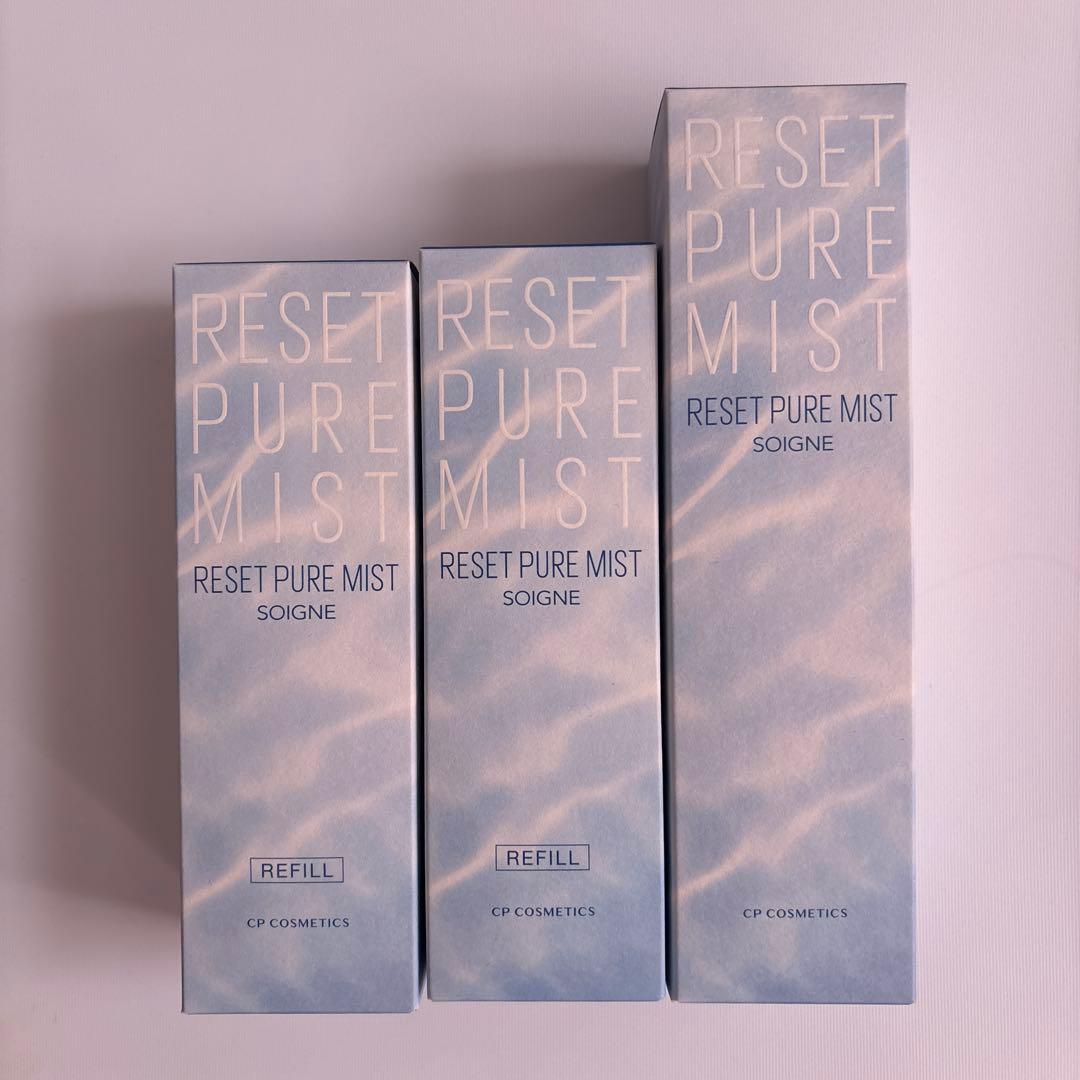 RESET
PURE
MIST
RESET PURE MIST
SOIGNE
REFILL
CP COSMETICS
RESET
PURE
MIST
RESET PURE MIST
SOIGNE
REFILL
CP COSMETICS
RESET
PURE
MIST
RESET PURE MIST
SOIGNE
CP COSMETICS